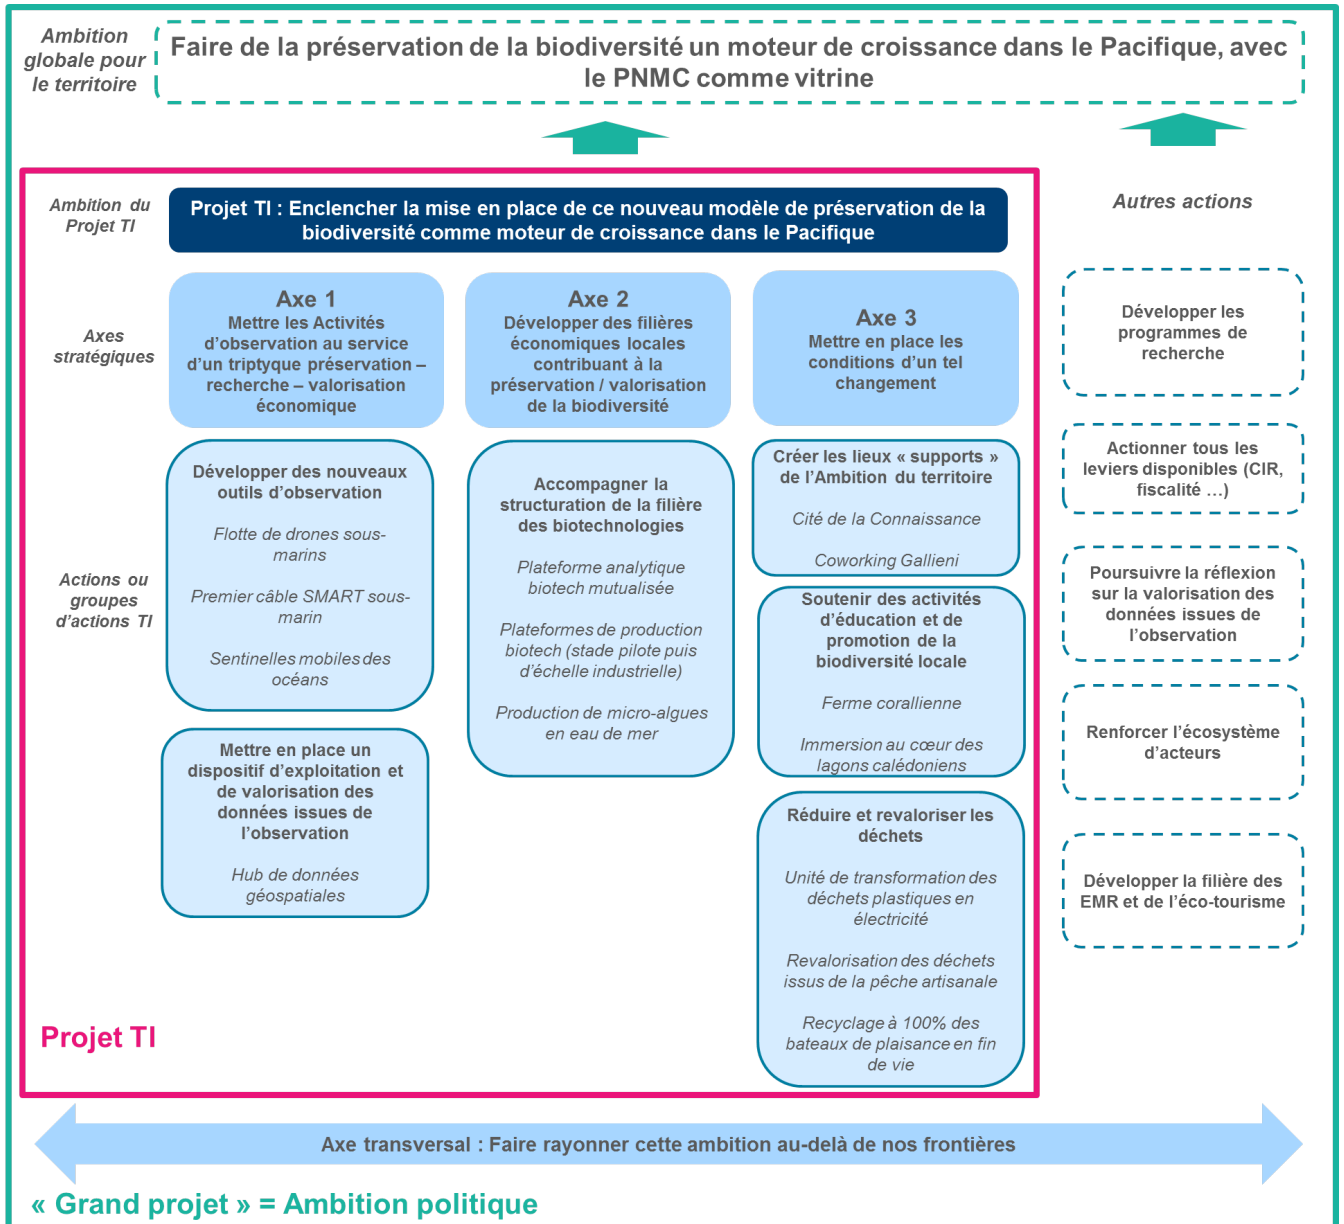 Ambition
globale pour
le territoire
Faire de la préservation de la biodiversité un moteur de croissance dans le Pacifique, avec
le PNMC comme vitrine
Ambition du
Projet TI
Projet TI : Enclencher la mise en place de ce nouveau modèle de préservation de la
biodiversité comme moteur de croissance dans le Pacifique
Autres actions
Axes
stratégiques
Axe 1
Mettre les Activités
d’observation au service
d’un triptyque préservation –
recherche – valorisation
économique
Axe 2
Développer des filières
économiques locales
contribuant à la
préservation / valorisation
de la biodiversité
Axe 3
Mettre en place les
conditions d’un tel
changement
Développer les
programmes de
recherche
Actions ou
groupes
d’actions TI
Développer des nouveaux
outils d’observation
Flotte de drones sous-
marins
Premier câble SMART sous-
marin
Sentinelles mobiles des
océans
Mettre en place un
dispositif d’exploitation et
de valorisation des
données issues de
l’observation
Hub de données
géospatiales
Accompagner la
structuration de la filière
des biotechnologies
Plateforme analytique
biotech mutualisée
Plateformes de production
biotech (stade pilote puis
d’échelle industrielle)
Production de micro-algues
en eau de mer
Créer les lieux « supports »
de l’Ambition du territoire
Cité de la Connaissance
Coworking Gallieni
Soutenir des activités
d’éducation et de
promotion de la
biodiversité locale
Ferme corallienne
Immersion au cœur des
lagons calédoniens
Réduire et revaloriser les
déchets
Unité de transformation des
déchets plastiques en
électricité
Revalorisation des déchets
issus de la pêche artisanale
Recyclage à 100% des
bateaux de plaisance en fin
de vie
Actionner tous les
leviers disponibles (CIR,
fiscalité …)
Poursuivre la réflexion
sur la valorisation des
données issues de
l’observation
Renforcer l’écosystème
d’acteurs
Développer la filière des
EMR et de l’éco-tourisme
Projet TI
Axe transversal : Faire rayonner cette ambition au-delà de nos frontières
« Grand projet » = Ambition politique